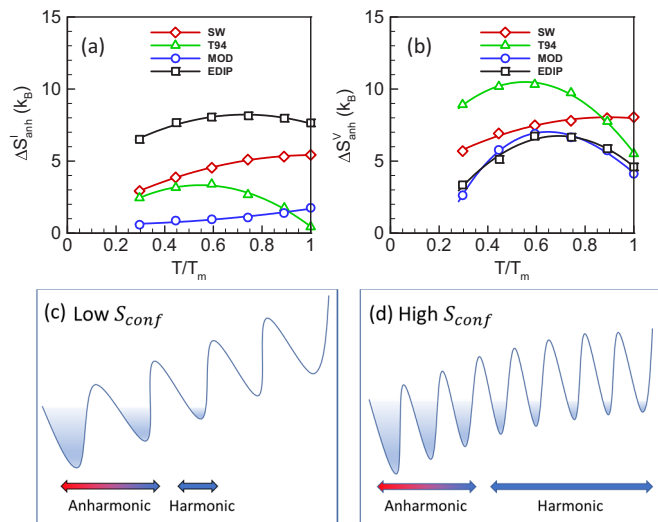 (a)
SW
T94
MOD
EDIP
ΔS^I_anh (k_B)
15
10
5
0
0 0.2 0.4 0.6 0.8 1
T/T_m
(b)
SW
T94
MOD
EDIP
ΔS^V_anh (k_B)
15
10
5
0
0 0.2 0.4 0.6 0.8 1
T/T_m
(c) Low S_conf
Anharmonic Harmonic
(d) High S_conf
Anharmonic Harmonic